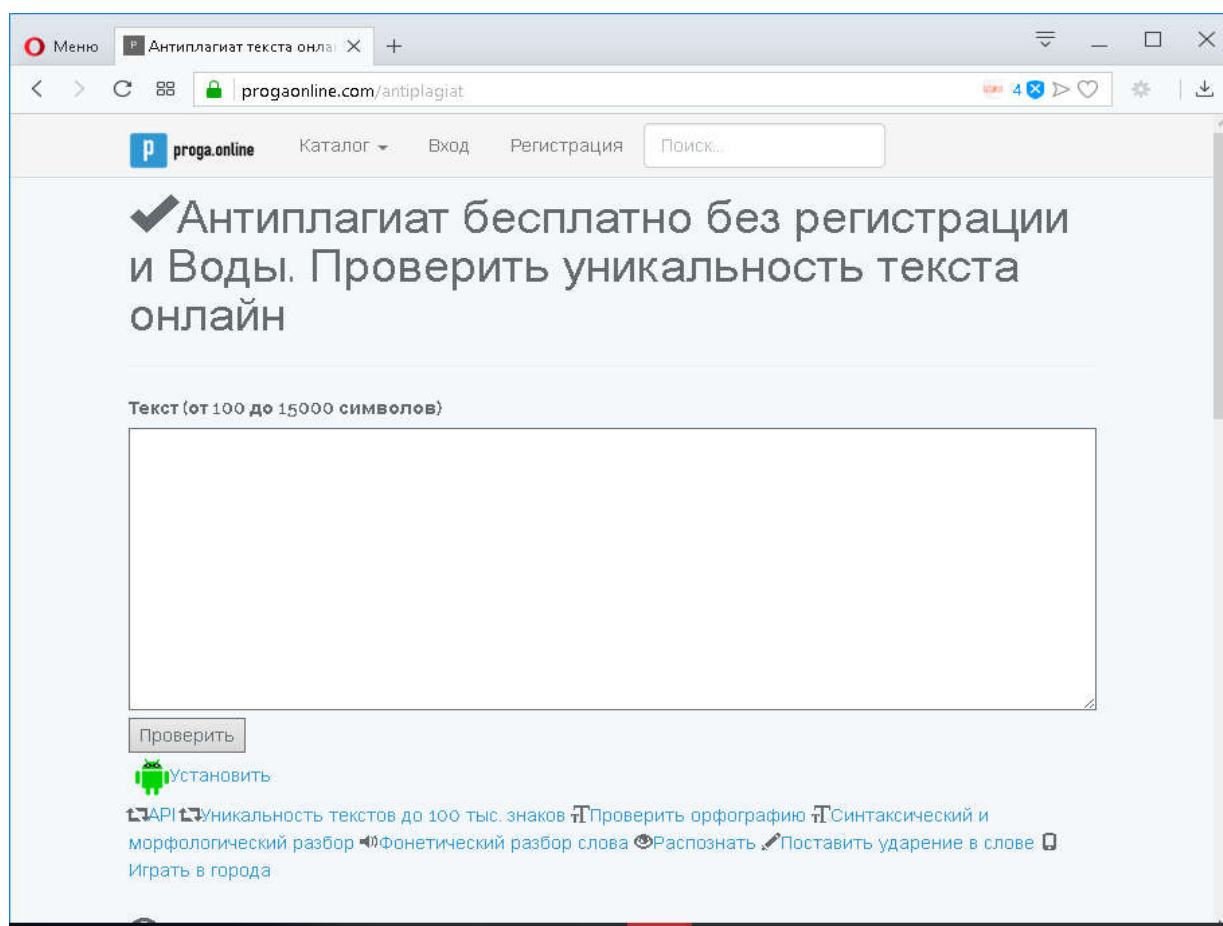 Меню
Антиплагиат текста онла
progaonline.com/antiplagiat
4
P proga.online Каталог Вход Регистрация Поиск...
✔Антиплагиат бесплатно без регистрации
и Воды. Проверить уникальность текста
онлайн
Текст (от 100 до 15000 символов)
Проверить
Установить
API Уникальность текстов до 100 тыс. знаков Проверить орфографию Синтаксический и
морфологический разбор Фонетический разбор слова Распознать Поставить ударение в слове
Играть в города